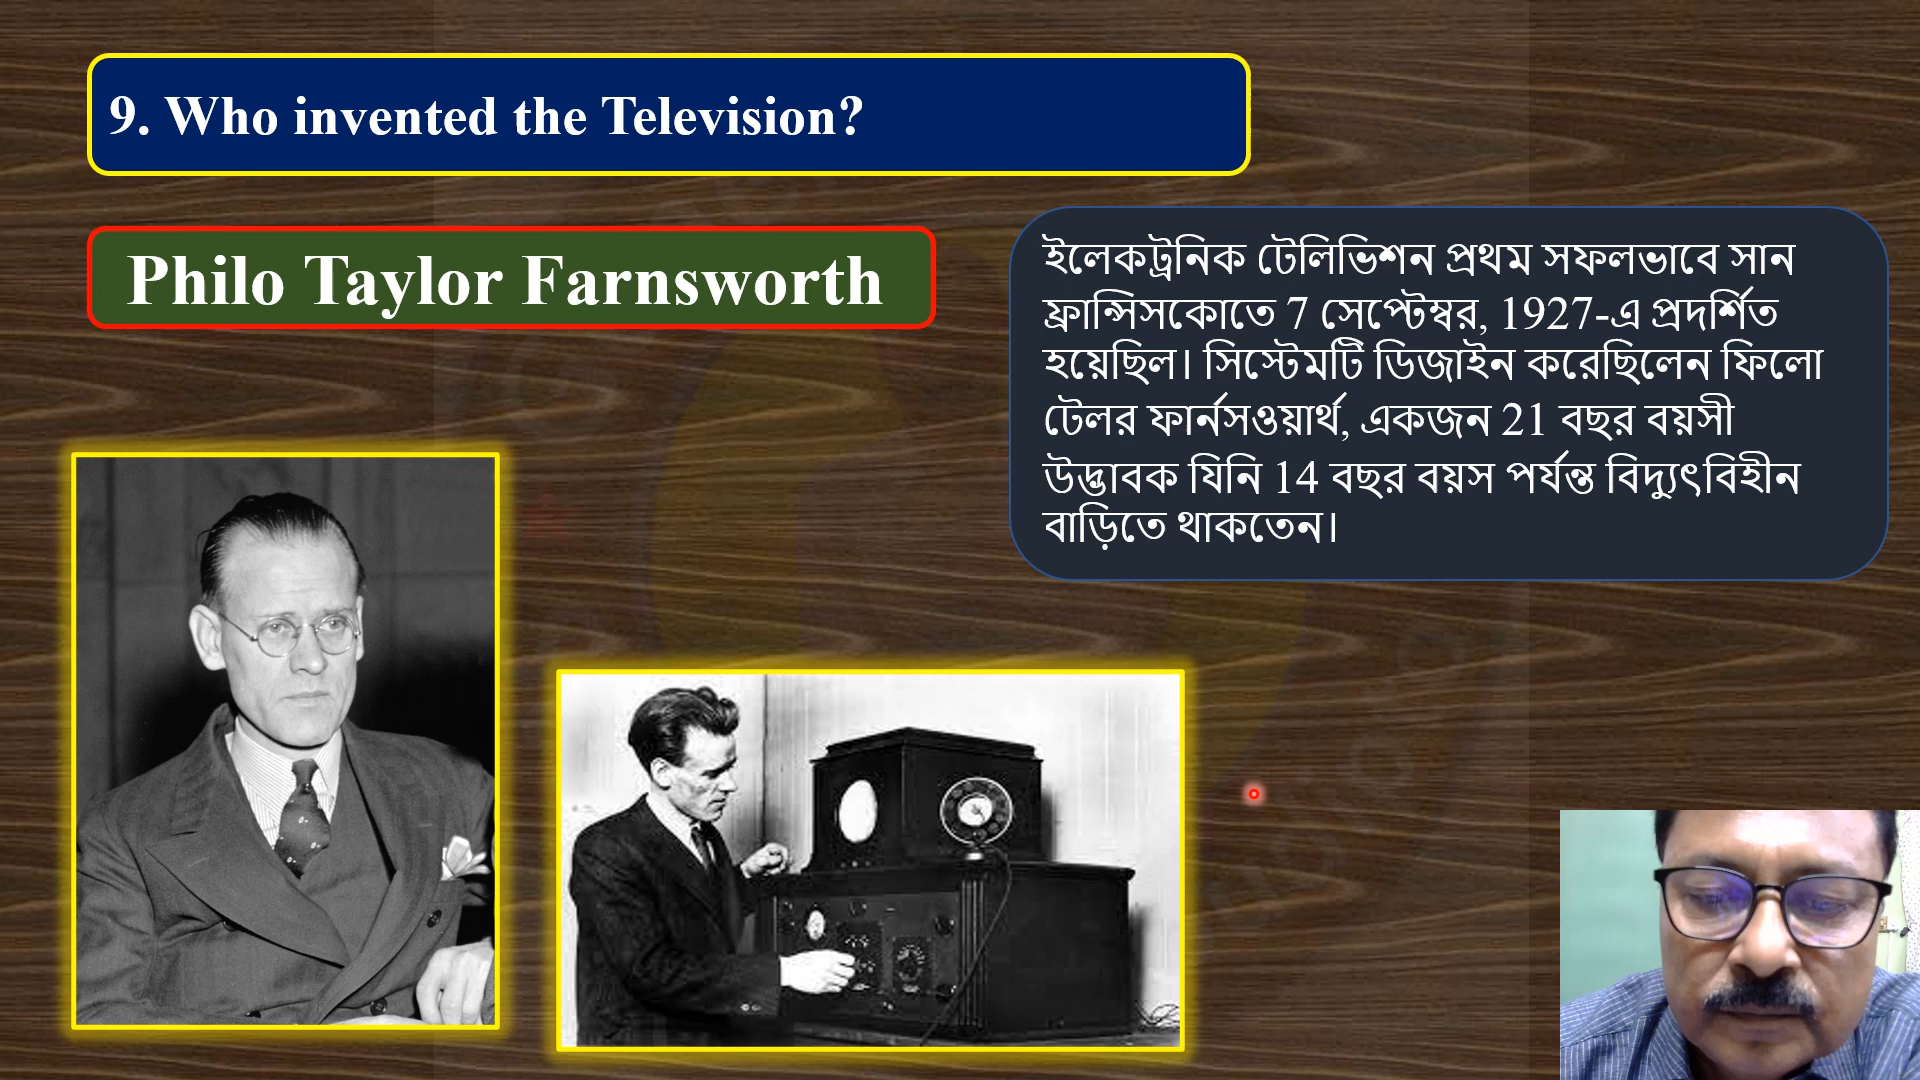 9. Who invented the Television?
Philo Taylor Farnsworth
ইলেকট্রনিক টেলিভিশন প্রথম সফলভাবে সান
ফ্রান্সিসকোতে 7 সেপ্টেম্বর, 1927-এ প্রদর্শিত
হয়েছিল। সিস্টেমটি ডিজাইন করেছিলেন ফিলো
টেলর ফার্নসওয়ার্থ, একজন 21 বছর বয়সী
উদ্ভাবক যিনি 14 বছর বয়স পর্যন্ত বিদ্যুৎবিহীন
বাড়িতে থাকতেন।